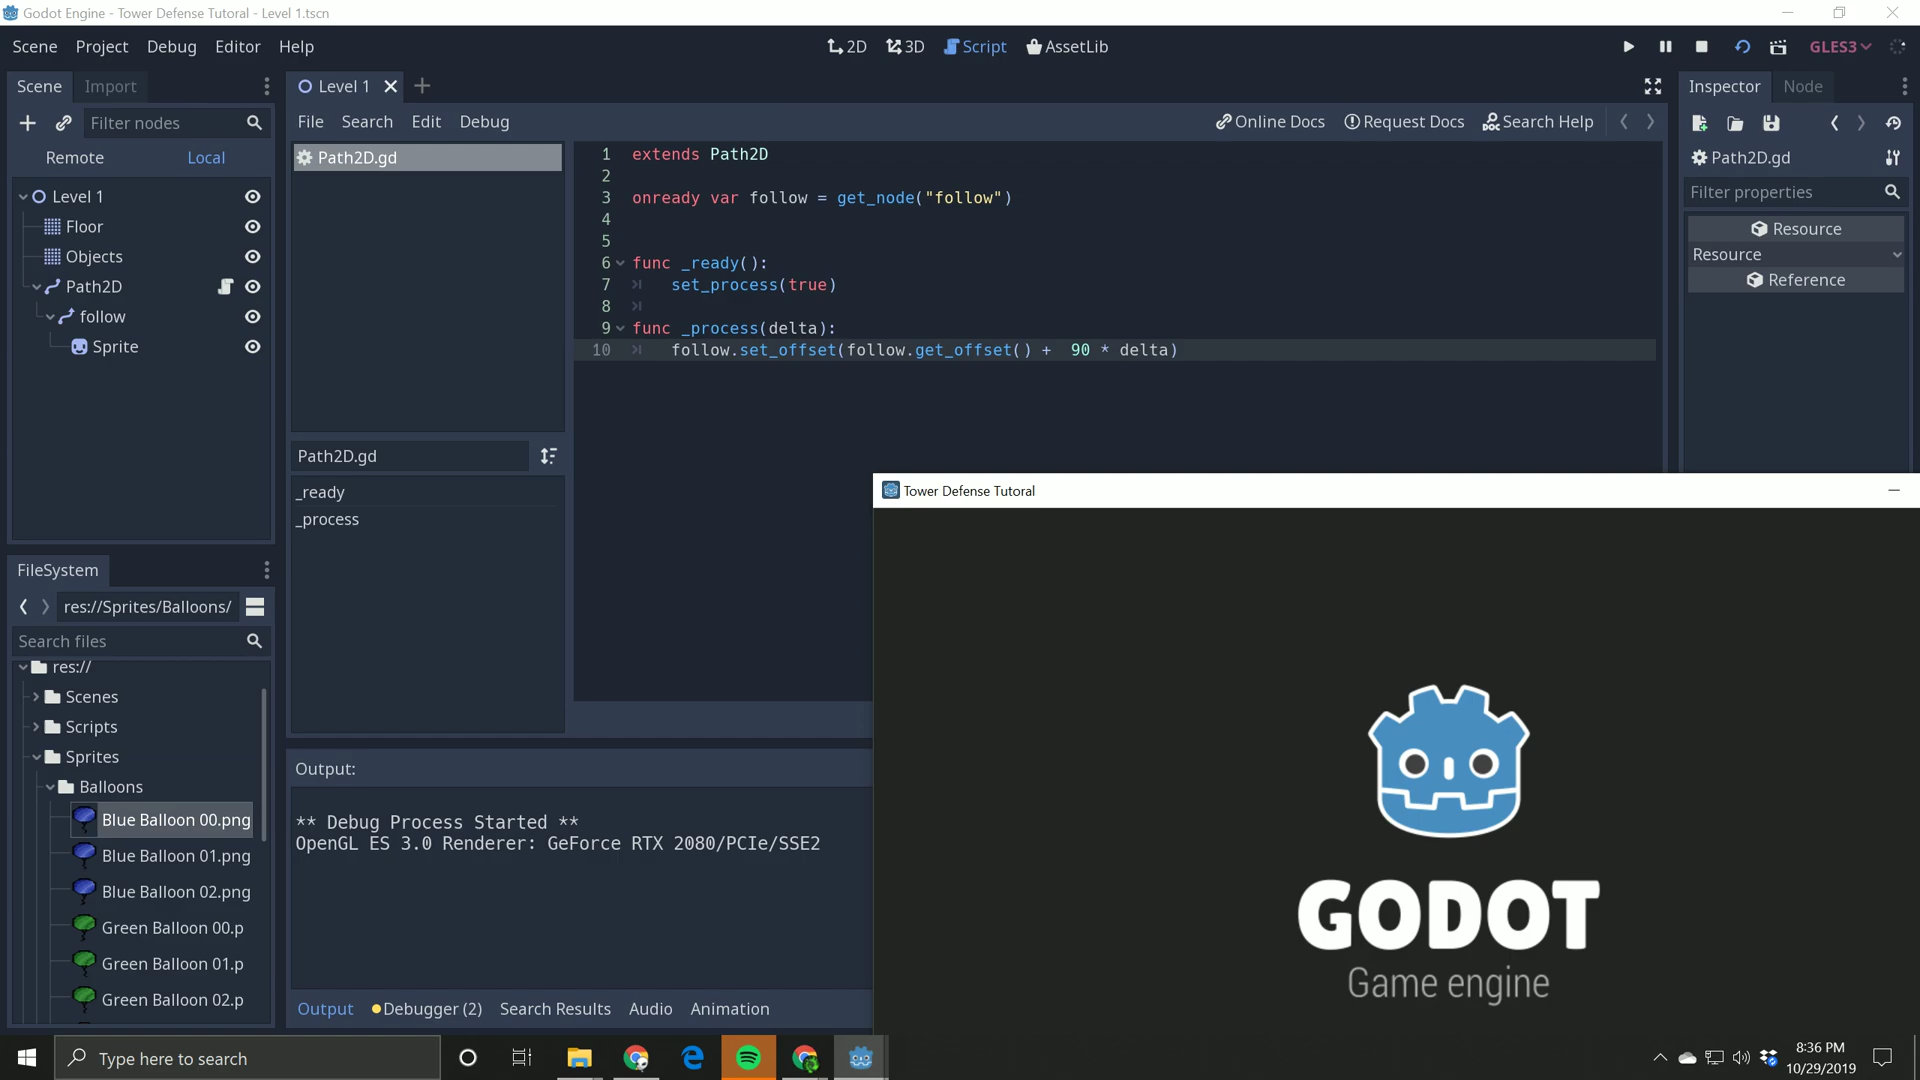 Godot Engine - Tower Defense Tutoral - Level 1.tscn
Scene Project Debug Editor Help
2D 3D Script AssetLib
GLES3
Scene Import
Level 1
Inspector Node
Filter nodes
File Search Edit Debug
Online Docs Request Docs Search Help
Remote Local
Path2D.gd
Path2D.gd
Filter properties
Resource
Resource
Reference
Level 1
Floor
Objects
Path2D
follow
Sprite
1 extends Path2D
2
3 onready var follow = get_node("follow")
4
5
6 func _ready():
7 set_process(true)
8
9 func _process(delta):
10 follow.set_offset(follow.get_offset() +  90 * delta)
Path2D.gd
_ready
_process
Tower Defense Tutoral
GODOT
Game engine
FileSystem
res://Sprites/Balloons/
Search files
res://
Scenes
Scripts
Sprites
Balloons
Blue Balloon 00.png
Blue Balloon 01.png
Blue Balloon 02.png
Green Balloon 00.p
Green Balloon 01.p
Green Balloon 02.p
Output:
** Debug Process Started **
OpenGL ES 3.0 Renderer: GeForce RTX 2080/PCIe/SSE2
Output Debugger (2) Search Results Audio Animation
Type here to search
8:36 PM
10/29/2019